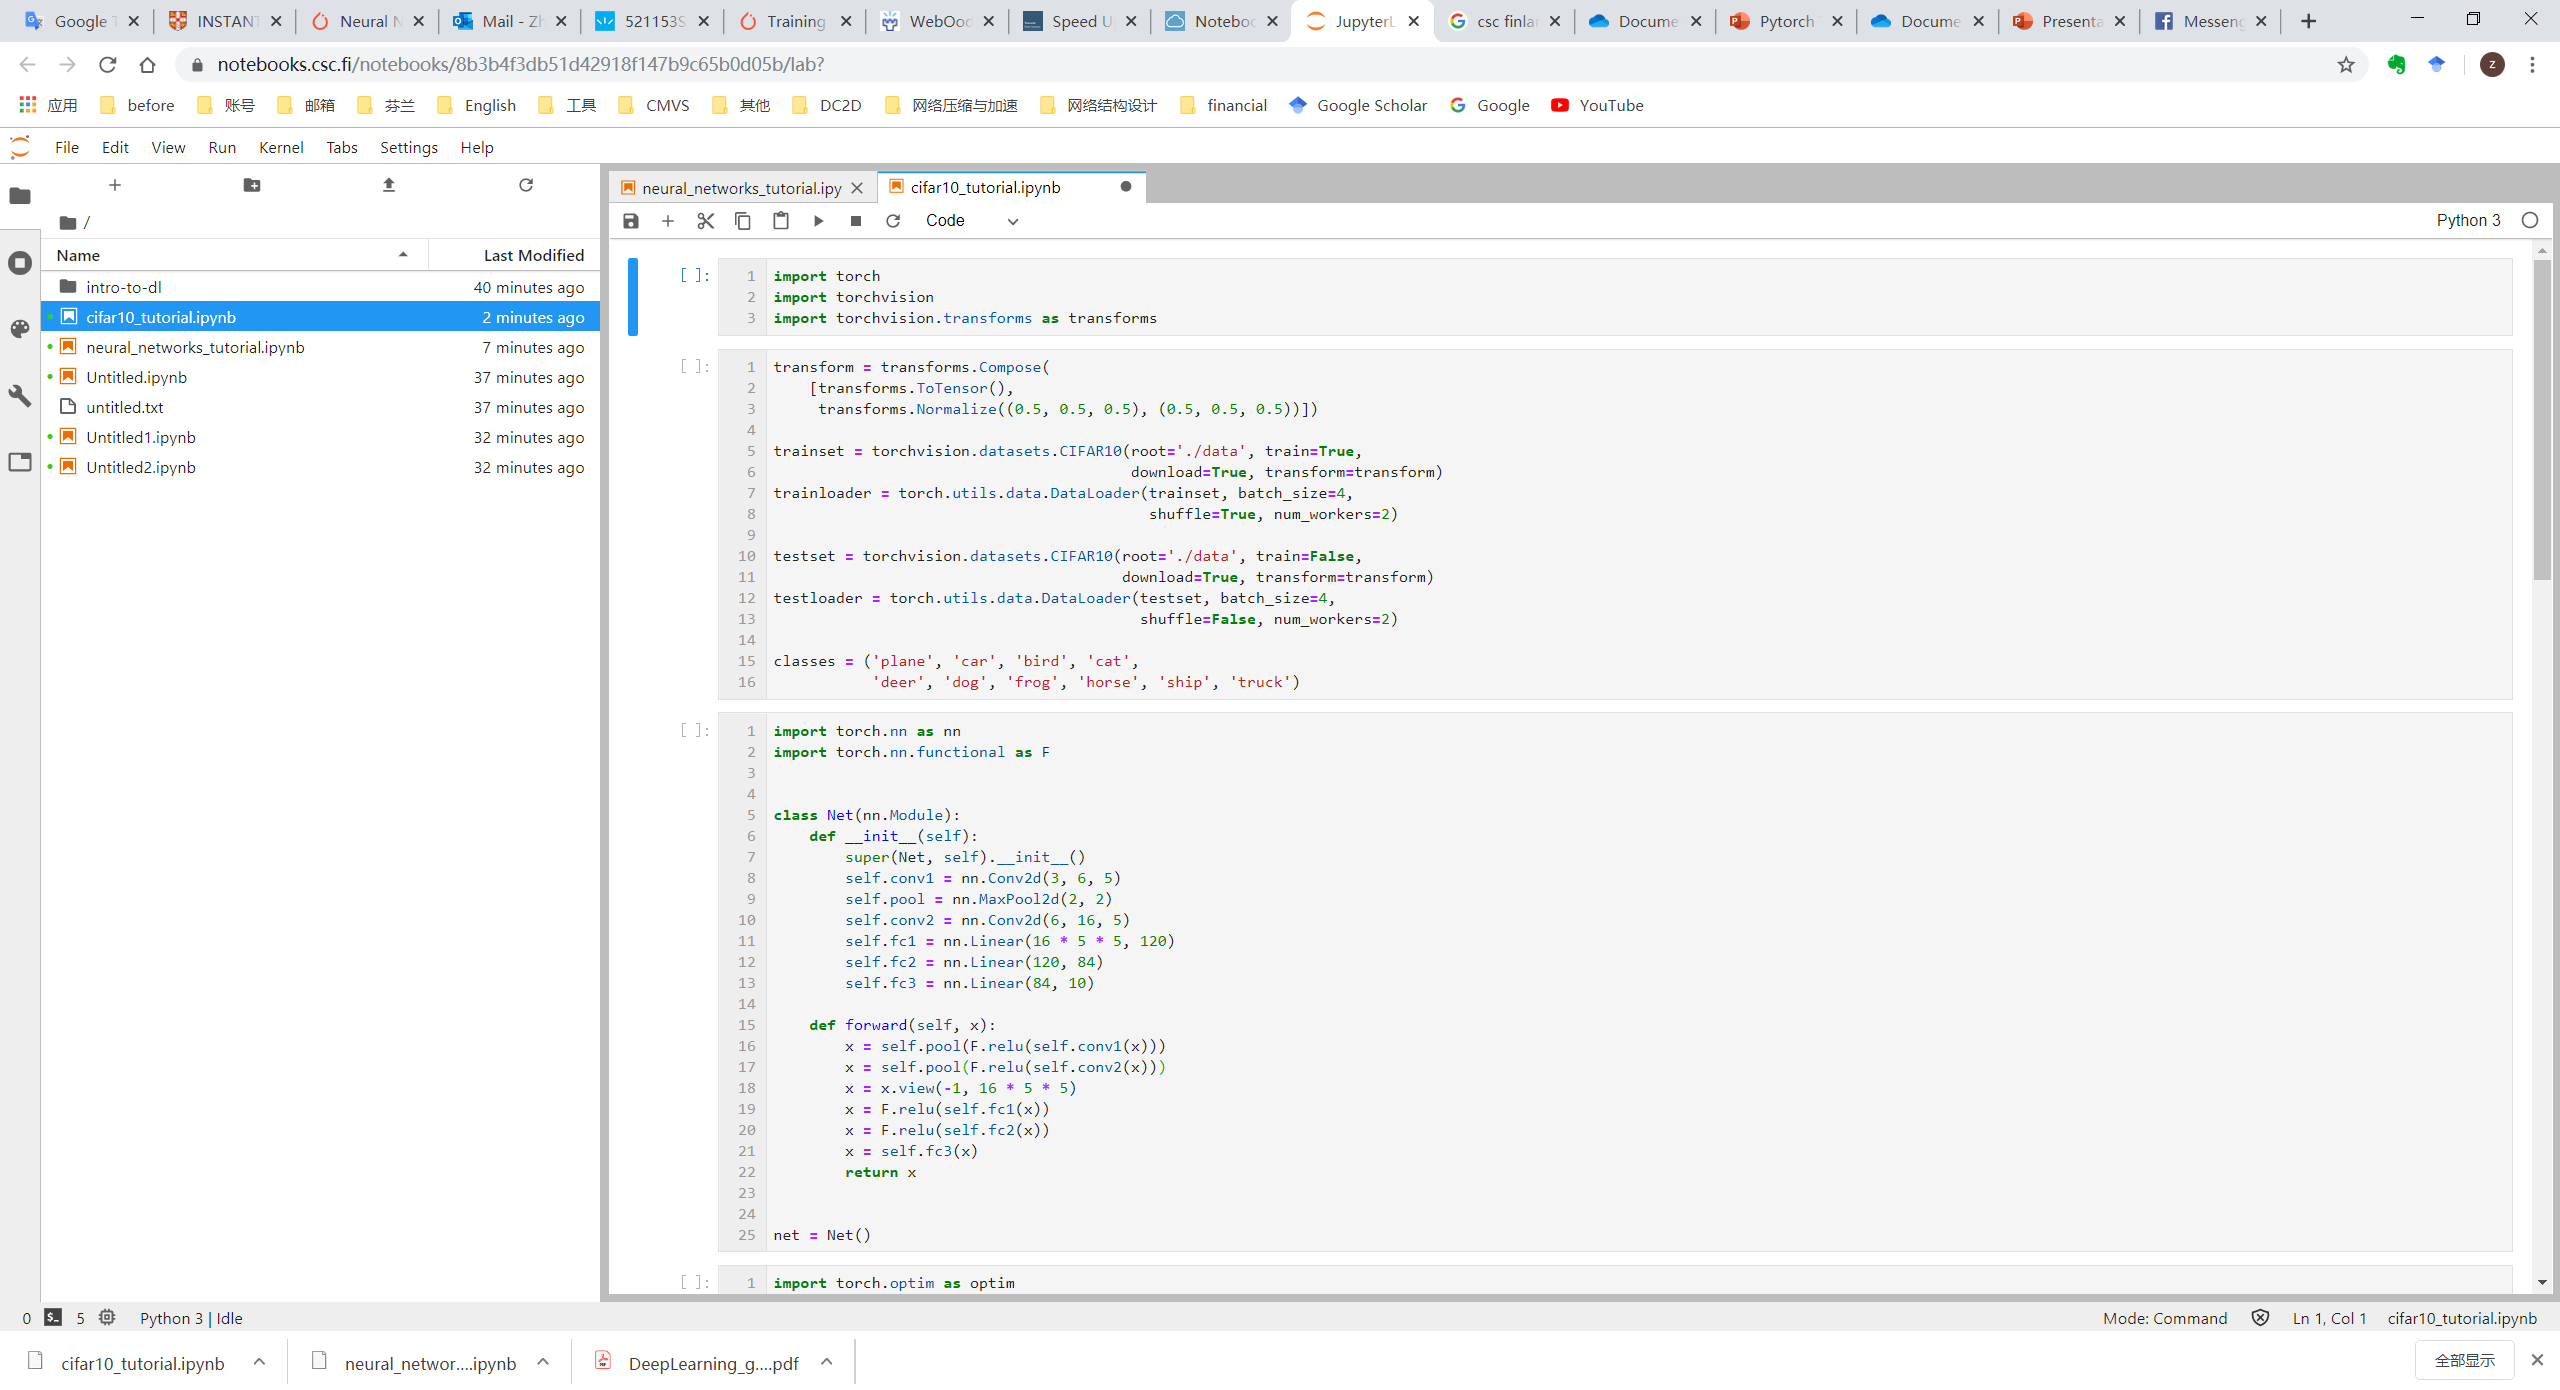 Google T
INSTANT
Neural N
Mail - Zh
521153S
Training
WebOod
Speed U
Noteboo
JupyterL
csc finlan
Docume
Pytorch
Docume
Presenta
Messeng
notebooks.csc.fi/notebooks/8b3b4f3db51d42918f147b9c65b0d05b/lab?
z
应用
before
账号
邮箱
芬兰
English
工具
CMVS
其他
DC2D
网络压缩与加速
网络结构设计
financial
Google Scholar
Google
YouTube
File Edit View Run Kernel Tabs Settings Help
/
Name Last Modified
intro-to-dl 40 minutes ago
cifar10_tutorial.ipynb 2 minutes ago
neural_networks_tutorial.ipynb 7 minutes ago
Untitled.ipynb 37 minutes ago
untitled.txt 37 minutes ago
Untitled1.ipynb 32 minutes ago
Untitled2.ipynb 32 minutes ago
neural_networks_tutorial.ipy
cifar10_tutorial.ipynb
Code
Python 3
[ ]:
1 import torch
2 import torchvision
3 import torchvision.transforms as transforms
[ ]:
1 transform = transforms.Compose(
2     [transforms.ToTensor(),
3      transforms.Normalize((0.5, 0.5, 0.5), (0.5, 0.5, 0.5))])
4
5 trainset = torchvision.datasets.CIFAR10(root='./data', train=True,
6                                         download=True, transform=transform)
7 trainloader = torch.utils.data.DataLoader(trainset, batch_size=4,
8                                           shuffle=True, num_workers=2)
9
10 testset = torchvision.datasets.CIFAR10(root='./data', train=False,
11                                        download=True, transform=transform)
12 testloader = torch.utils.data.DataLoader(testset, batch_size=4,
13                                          shuffle=False, num_workers=2)
14
15 classes = ('plane', 'car', 'bird', 'cat',
16            'deer', 'dog', 'frog', 'horse', 'ship', 'truck')
[ ]:
1 import torch.nn as nn
2 import torch.nn.functional as F
3
4
5 class Net(nn.Module):
6     def __init__(self):
7         super(Net, self).__init__()
8         self.conv1 = nn.Conv2d(3, 6, 5)
9         self.pool = nn.MaxPool2d(2, 2)
10         self.conv2 = nn.Conv2d(6, 16, 5)
11         self.fc1 = nn.Linear(16 * 5 * 5, 120)
12         self.fc2 = nn.Linear(120, 84)
13         self.fc3 = nn.Linear(84, 10)
14
15     def forward(self, x):
16         x = self.pool(F.relu(self.conv1(x)))
17         x = self.pool(F.relu(self.conv2(x)))
18         x = x.view(-1, 16 * 5 * 5)
19         x = F.relu(self.fc1(x))
20         x = F.relu(self.fc2(x))
21         x = self.fc3(x)
22         return x
23
24
25 net = Net()
[ ]:
1 import torch.optim as optim
0 5 Python 3 | Idle
Mode: Command Ln 1, Col 1 cifar10_tutorial.ipynb
cifar10_tutorial.ipynb
neural_networ....ipynb
DeepLearning_g....pdf
全部显示